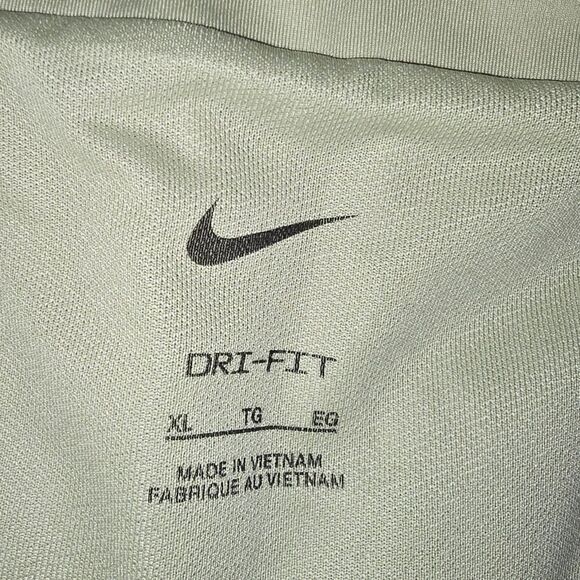 DRI-FIT
XL TG EG
MADE IN VIETNAM
FABRIQUE AU VIETNAM